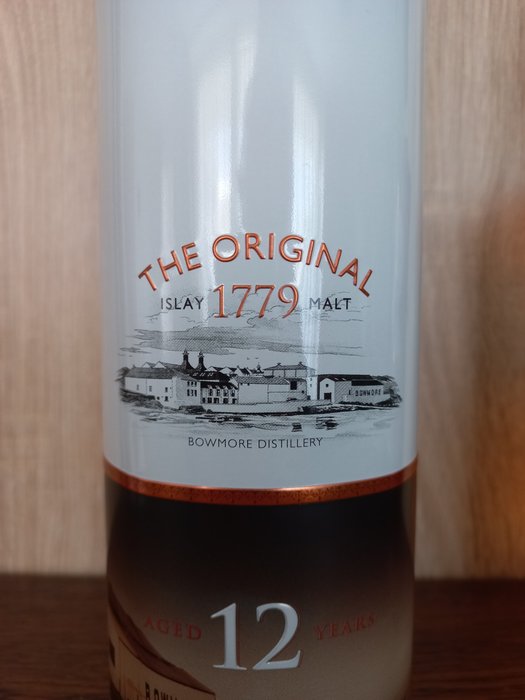 THE ORIGINAL
ISLAY 1779 MALT
BOWMORE
BOWMORE DISTILLERY
AGED 12 YEARS